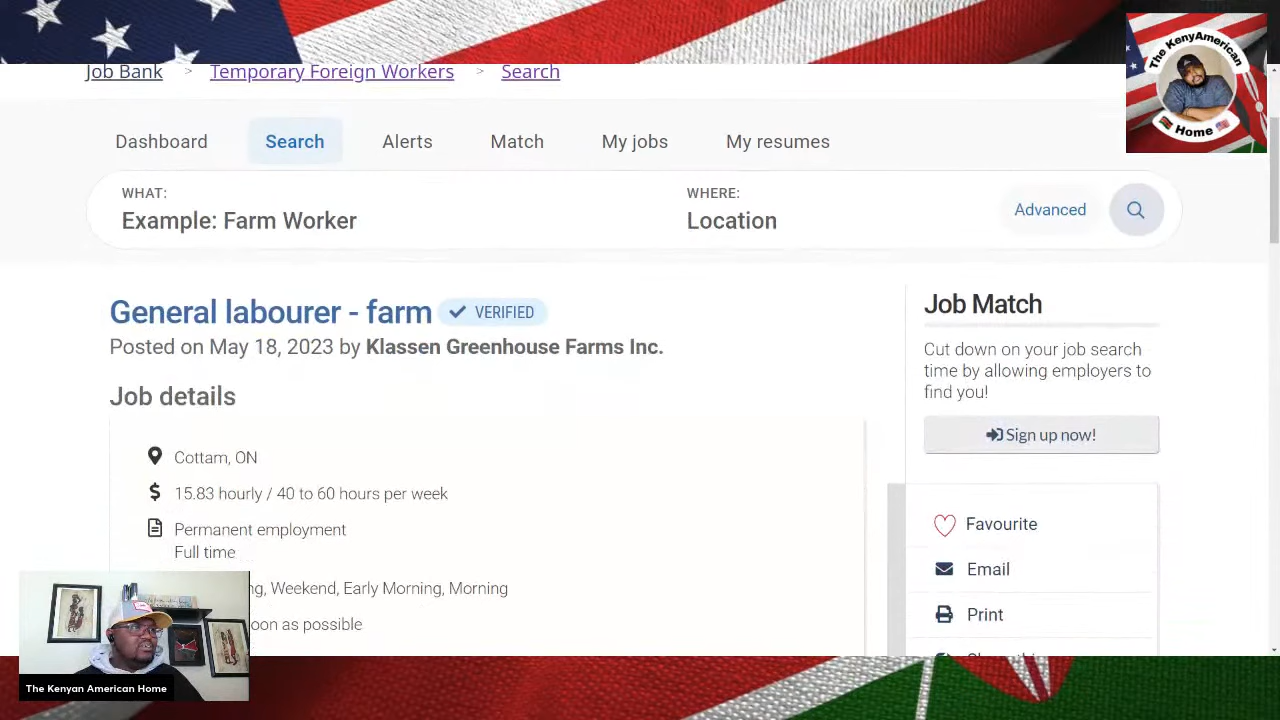 Job Bank > Temporary Foreign Workers > Search
The KenyAmerican
Home
Dashboard Search Alerts Match My jobs My resumes
WHAT:
Example: Farm Worker
WHERE:
Location
Advanced
General labourer - farm VERIFIED
Posted on May 18, 2023 by Klassen Greenhouse Farms Inc.
Job details
Cottam, ON
$ 15.83 hourly / 40 to 60 hours per week
Permanent employment
Full time
Weekend, Early Morning, Morning
as possible
Job Match
Cut down on your job search
time by allowing employers to
find you!
Sign up now!
Favourite
Email
Print
The Kenyan American Home